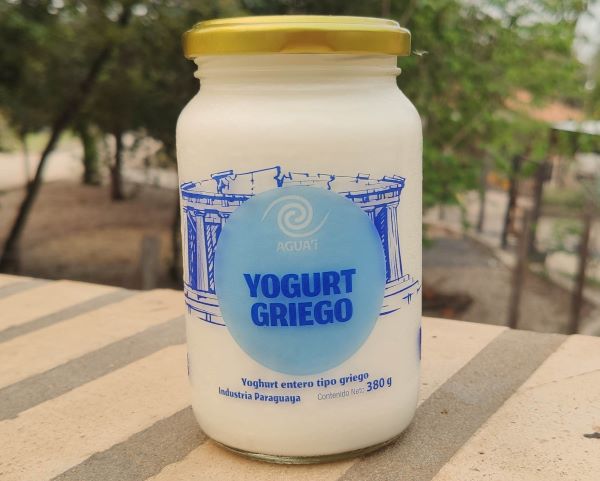 AGUA'i
YOGURT
GRIEGO
Yoghurt entero tipo griego
Industria Paraguaya Contenido Neto 380 g